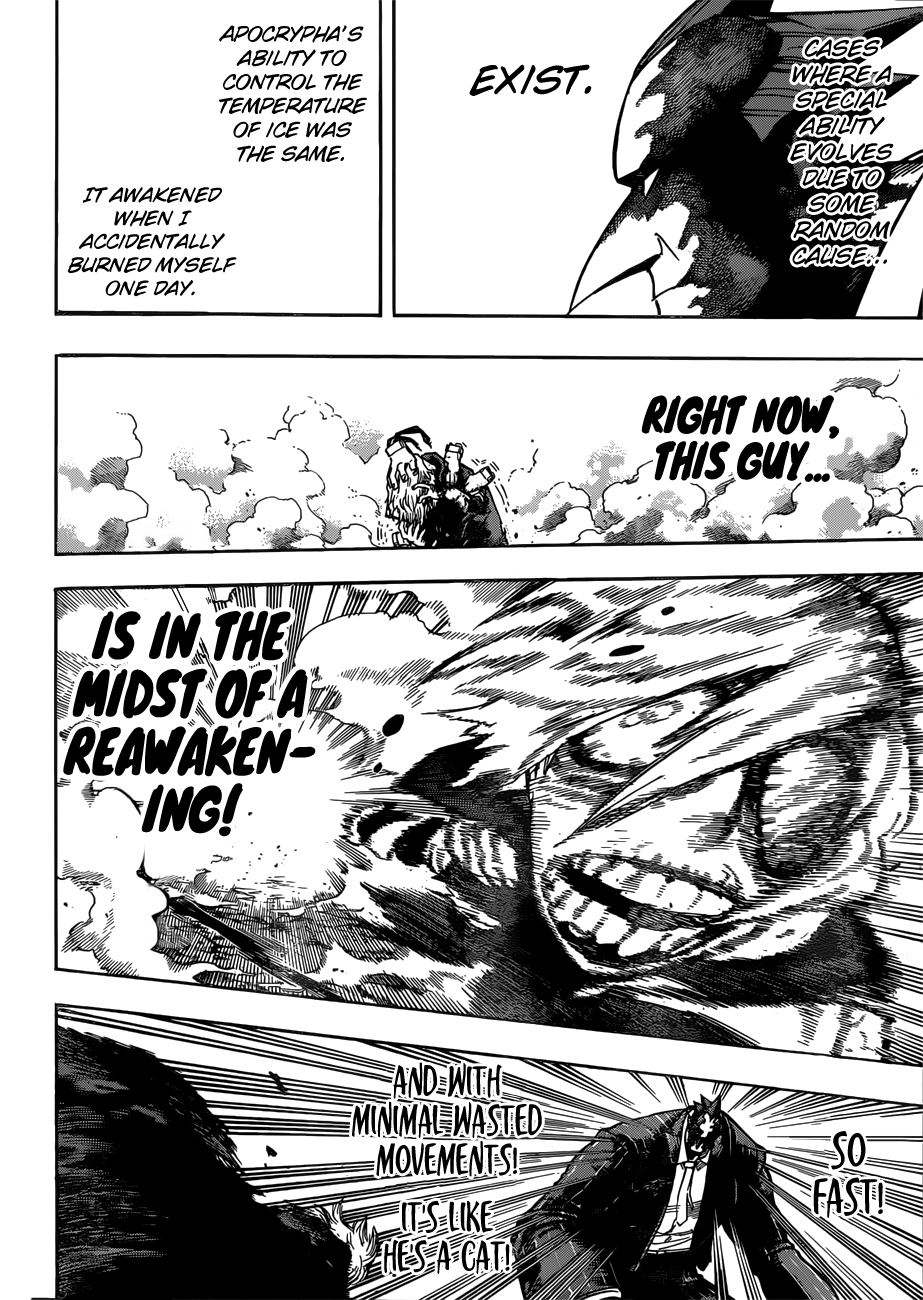 CASES
WHERE A
SPECIAL
ABILITY
EVOLVES
DUE TO
SOME
RANDOM
CAUSE...
EXIST.
APOCRYPHA'S
ABILITY TO
CONTROL THE
TEMPERATURE
OF ICE WAS
THE SAME.
IT AWAKENED
WHEN I
ACCIDENTALLY
BURNED MYSELF
ONE DAY.
RIGHT NOW,
THIS GUY...
IS IN THE
MIDST OF A
REAWAKEN-
ING!
SO
FAST!
AND WITH
MINIMAL WASTED
MOVEMENTS!
IT'S LIKE
HE'S A CAT!